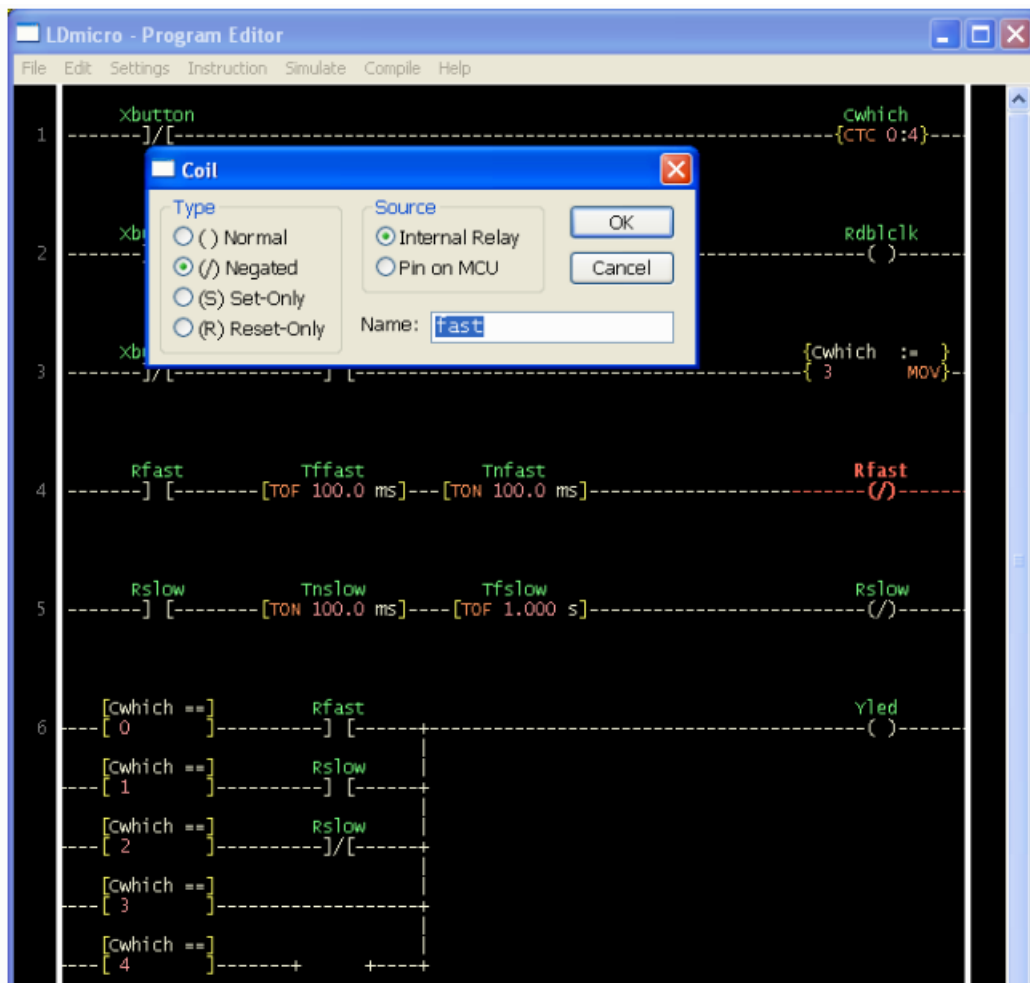 LDmicro - Program Editor
File Edit Settings Instruction Simulate Compile Help
Xbutton Cwhich
1 -------]/[------- {CTC 0:4}----
Coil
Type Source
( ) Normal Internal Relay OK
(/) Negated Pin on MCU Cancel
(S) Set-Only
(R) Reset-Only Name: fast
Xb Rdblclk
2 ( )
Xb {Cwhich := }
3 -------]/[-------------] [------- { 3 MOV}--
Rfast Tffast Tnfast Rfast
4 -------] [--------[TOF 100.0 ms]---[TON 100.0 ms]------- (/)
Rslow Tnslow Tfslow Rslow
5 -------] [--------[TON 100.0 ms]----[TOF 1.000 s]------- (/)
[Cwhich ==] Rfast Yled
6 ----[ 0 ]----------] [------+------- ( )
[Cwhich ==] Rslow
----[ 1 ]----------] [------+
[Cwhich ==] Rslow
----[ 2 ]----------]/[------+
[Cwhich ==]
----[ 3 ]--------------------+
[Cwhich ==]
----[ 4 ]-------+ +----+